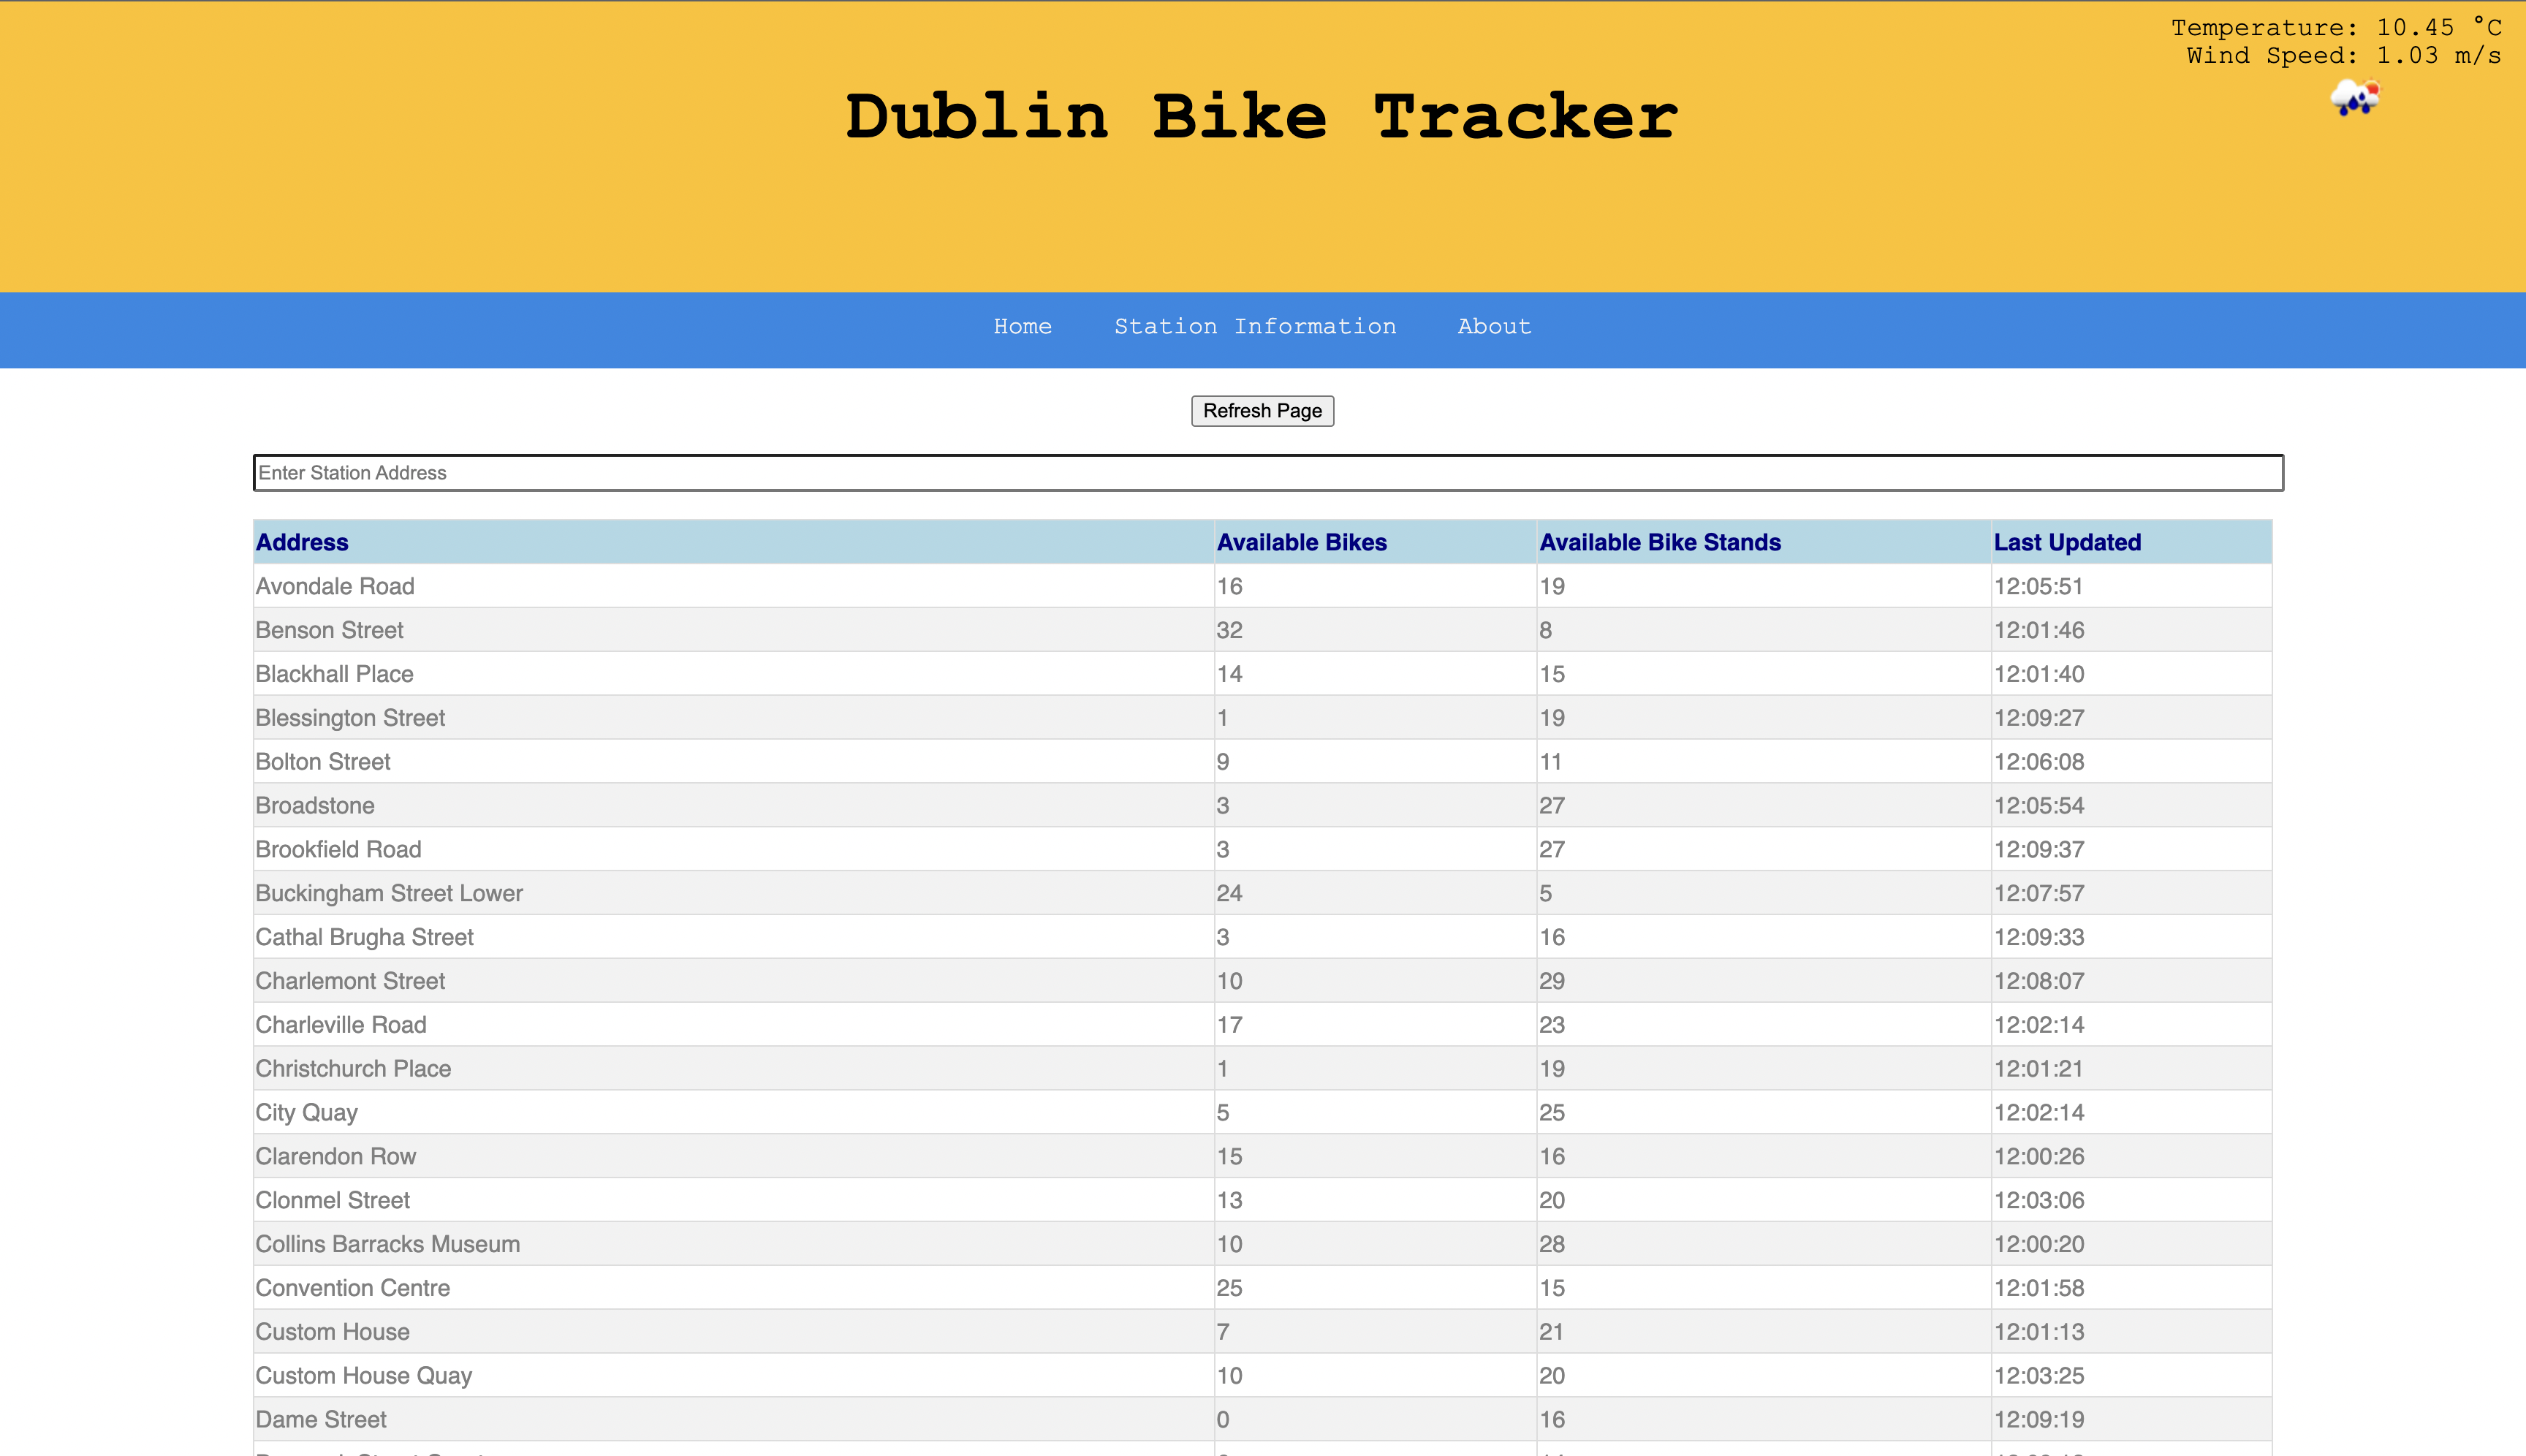 Temperature: 10.45 °C
Wind Speed: 1.03 m/s
Dublin Bike Tracker
Home Station Information About
Refresh Page
Enter Station Address
Address Available Bikes Available Bike Stands Last Updated
Avondale Road 16 19 12:05:51
Benson Street 32 8 12:01:46
Blackhall Place 14 15 12:01:40
Blessington Street 1 19 12:09:27
Bolton Street 9 11 12:06:08
Broadstone 3 27 12:05:54
Brookfield Road 3 27 12:09:37
Buckingham Street Lower 24 5 12:07:57
Cathal Brugha Street 3 16 12:09:33
Charlemont Street 10 29 12:08:07
Charleville Road 17 23 12:02:14
Christchurch Place 1 19 12:01:21
City Quay 5 25 12:02:14
Clarendon Row 15 16 12:00:26
Clonmel Street 13 20 12:03:06
Collins Barracks Museum 10 28 12:00:20
Convention Centre 25 15 12:01:58
Custom House 7 21 12:01:13
Custom House Quay 10 20 12:03:25
Dame Street 0 16 12:09:19